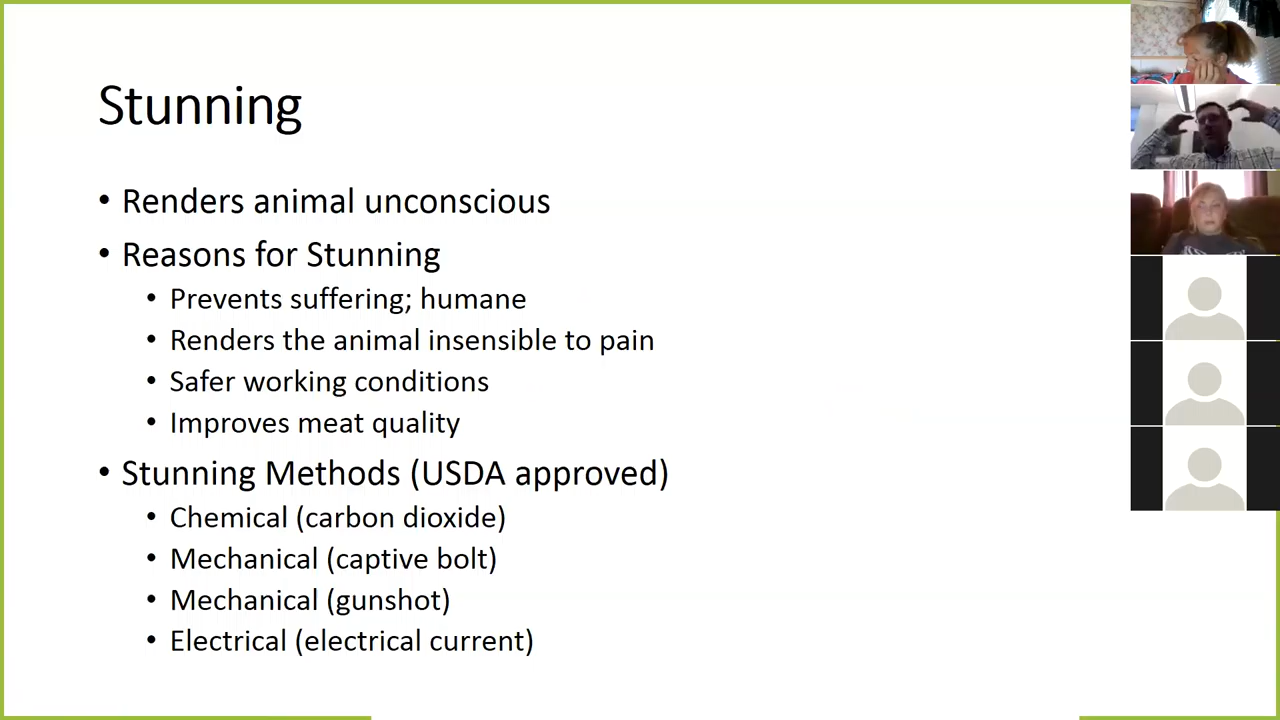 Stunning
• Renders animal unconscious
• Reasons for Stunning
• Prevents suffering; humane
• Renders the animal insensible to pain
• Safer working conditions
• Improves meat quality
• Stunning Methods (USDA approved)
• Chemical (carbon dioxide)
• Mechanical (captive bolt)
• Mechanical (gunshot)
• Electrical (electrical current)